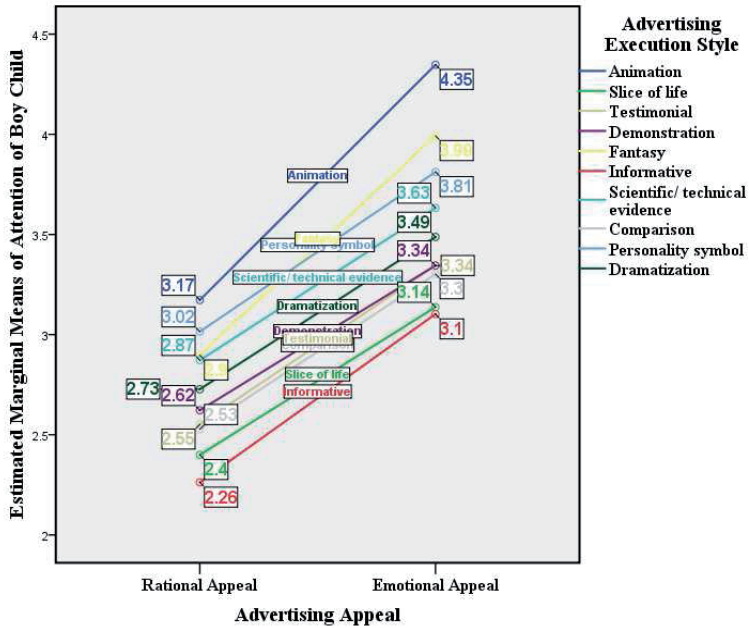 Estimated Marginal Means of Attention of Boy Child
4.5
4
3.5
3
2.5
2
4.35
3.99
3.81
3.63
3.49
3.34
3.34
3.3
3.14
3.1
3.17
3.02
2.87
2.9
2.73
2.62
2.53
2.55
2.4
2.26
Animation
Fantasy
Personality symbol
Scientific/ technical evidence
Dramatization
Demonstration
Testimonial
Comparison
Slice of life
Informative
Rational Appeal
Emotional Appeal
Advertising Appeal
Advertising
Execution Style
Animation
Slice of life
Testimonial
Demonstration
Fantasy
Informative
Scientific/ technical
evidence
Comparison
Personality symbol
Dramatization